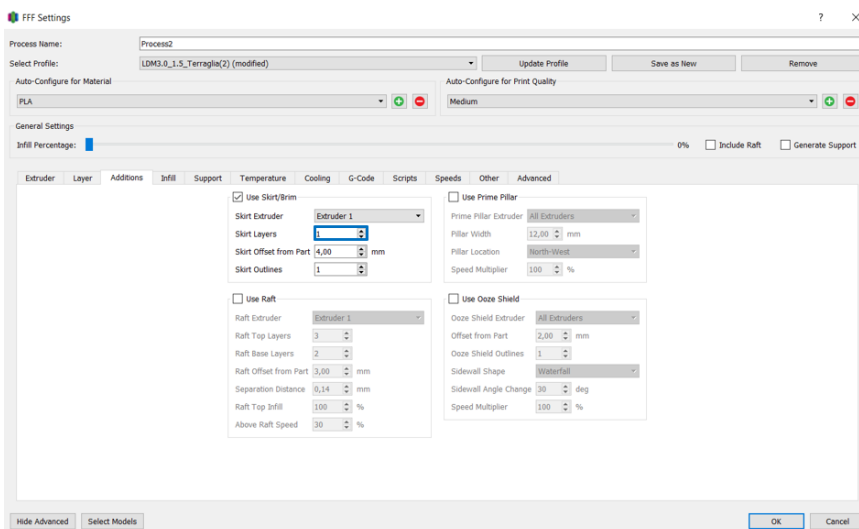 FFF Settings
? X
Process Name: Process2
Select Profile: LDM3.0_1.5_Terraglia(2) (modified) Update Profile Save as New Remove
Auto-Configure for Material Auto-Configure for Print Quality
PLA Medium
General Settings
Infill Percentage: 0% Include Raft Generate Support
Extruder Layer Additions Infill Support Temperature Cooling G-Code Scripts Speeds Other Advanced
Use Skirt/Brim
Skirt Extruder Extruder 1
Skirt Layers 1
Skirt Offset from Part 4,00 mm
Skirt Outlines 1
Use Prime Pillar
Prime Pillar Extruder All Extruders
Pillar Width 12,00 mm
Pillar Location North-West
Speed Multiplier 100 %
Use Raft
Raft Extruder Extruder 1
Raft Top Layers 3
Raft Base Layers 2
Raft Offset from Part 3,00 mm
Separation Distance 0,14 mm
Raft Top Infill 100 %
Above Raft Speed 30 %
Use Ooze Shield
Ooze Shield Extruder All Extruders
Offset from Part 2,00 mm
Ooze Shield Outlines 1
Sidewall Shape Waterfall
Sidewall Angle Change 30 deg
Speed Multiplier 100 %
Hide Advanced Select Models OK Cancel